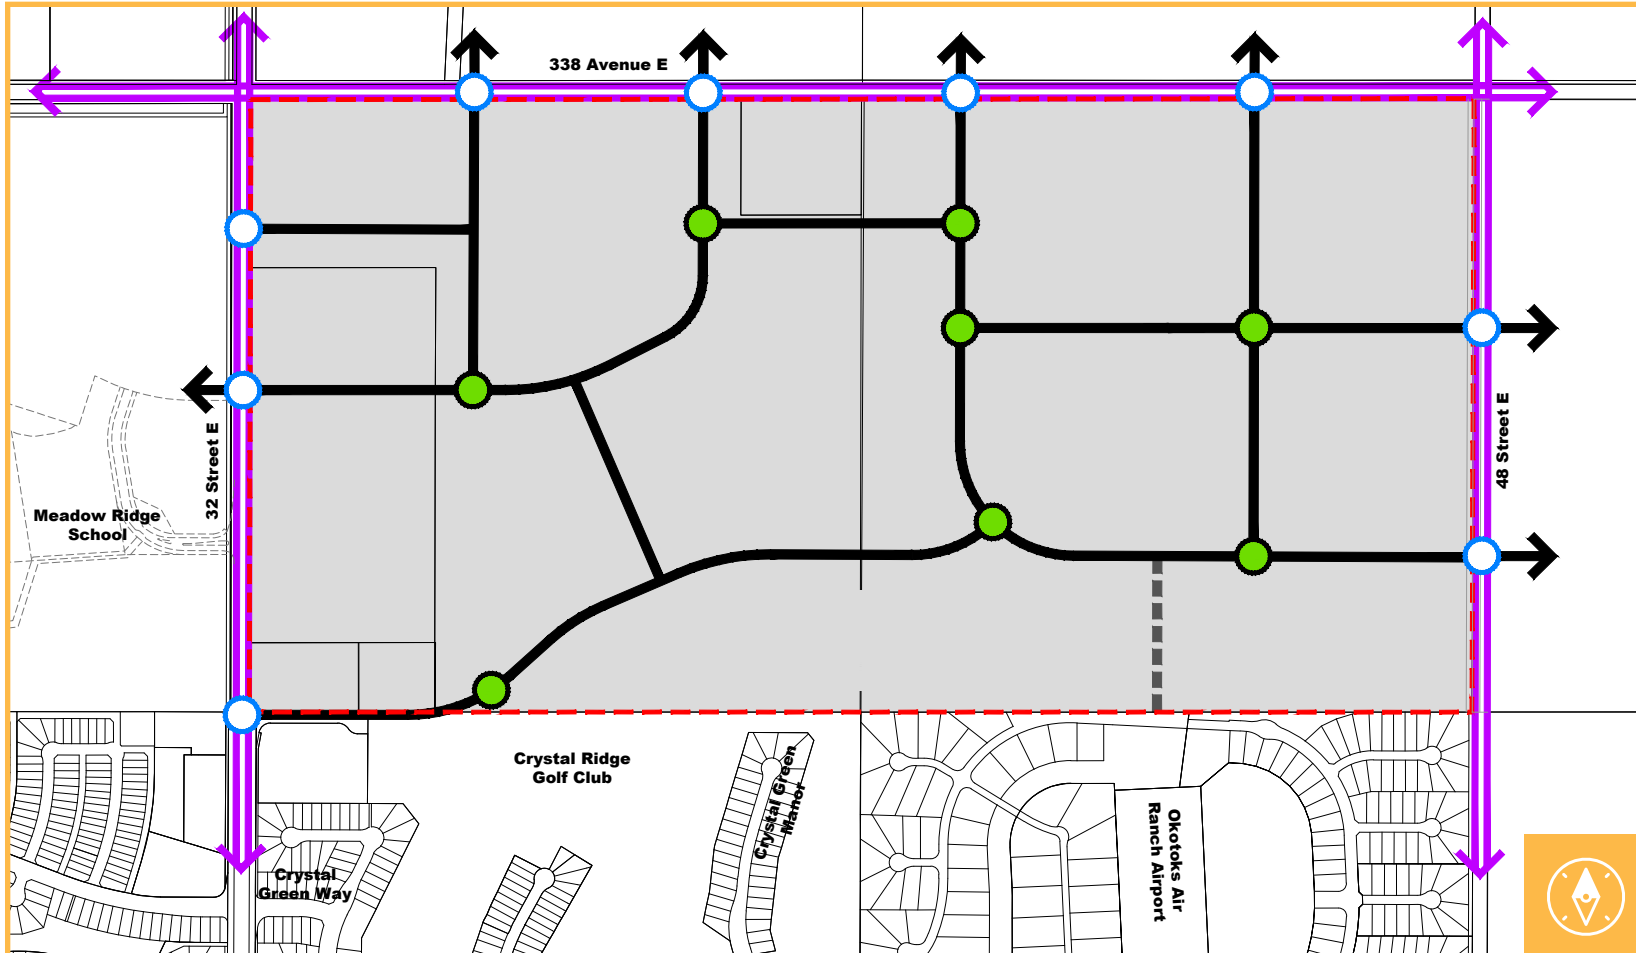 338 Avenue E
32 Street E
48 Street E
Meadow Ridge
School
Crystal Ridge
Golf Club
Crystal Green
Manor
Okotoks Air
Ranch Airport
Crystal
Green Way